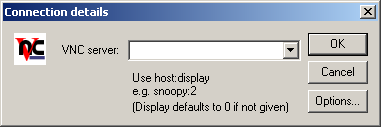 Connection details
VNC
VNC server:
OK
Use host:display
Cancel
e.g. snoopy:2
(Display defaults to 0 if not given)
Options...